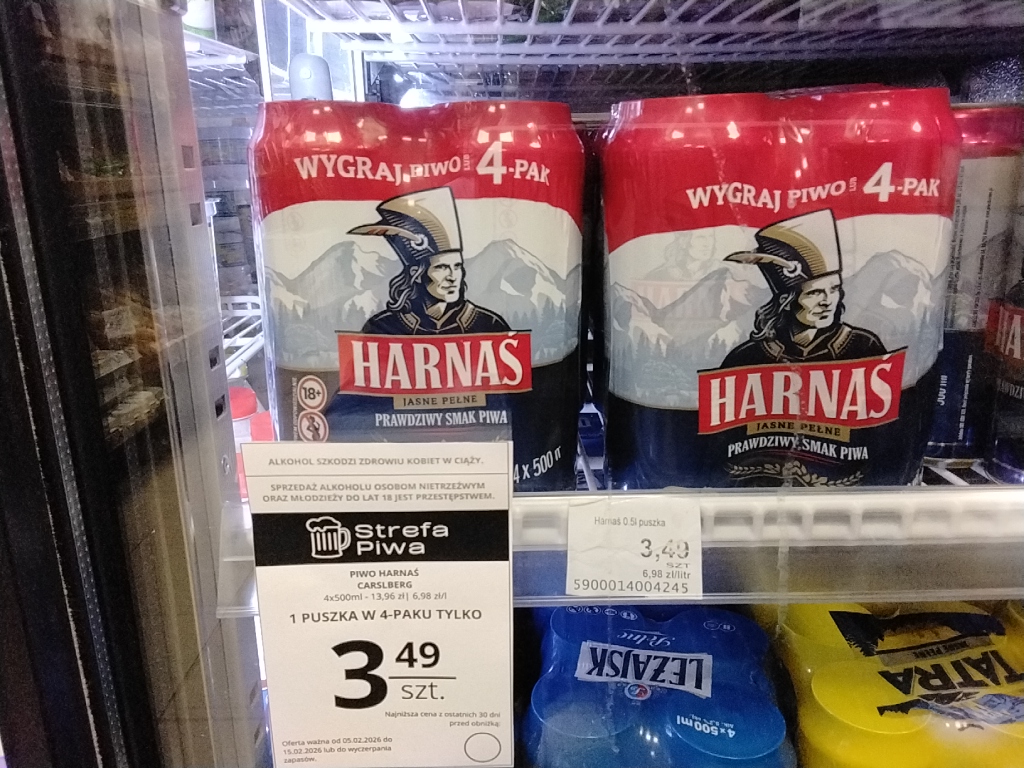 WYGRAJ PIWO LUB 4-PAK
HARNAŚ
JASNE PEŁNE
PRAWDZIWY SMAK PIWA
18+
4 x 500 m
WYGRAJ PIWO LUB 4-PAK
HARNAŚ
JASNE PEŁNE
PRAWDZIWY SMAK PIWA
ALKOHOL SZKODZI ZDROWIU KOBIET W CIĄŻY.
SPRZEDAŻ ALKOHOLU OSOBOM NIETRZEŹWYM
ORAZ MŁODZIEŻY DO LAT 18 JEST PRZESTĘPSTWEM.
Strefa
Piwa
PIWO HARNAŚ
CARSLBERG
4x500ml - 13,96 zł| 6,98 zł/l
1 PUSZKA W 4-PAKU TYLKO
3 49
szt.
Najniższa cena z ostatnich 30 dni
przed obniżką:
Oferta ważna od 05.02.2026 do
15.02.2026 lub do wyczerpania
zapasów.
Harnaś 0.5l puszka
3,49
SZT
6,98 zł/litr
5900014004245
Pełne
LEŻAJSK
4x500ml
TATRA